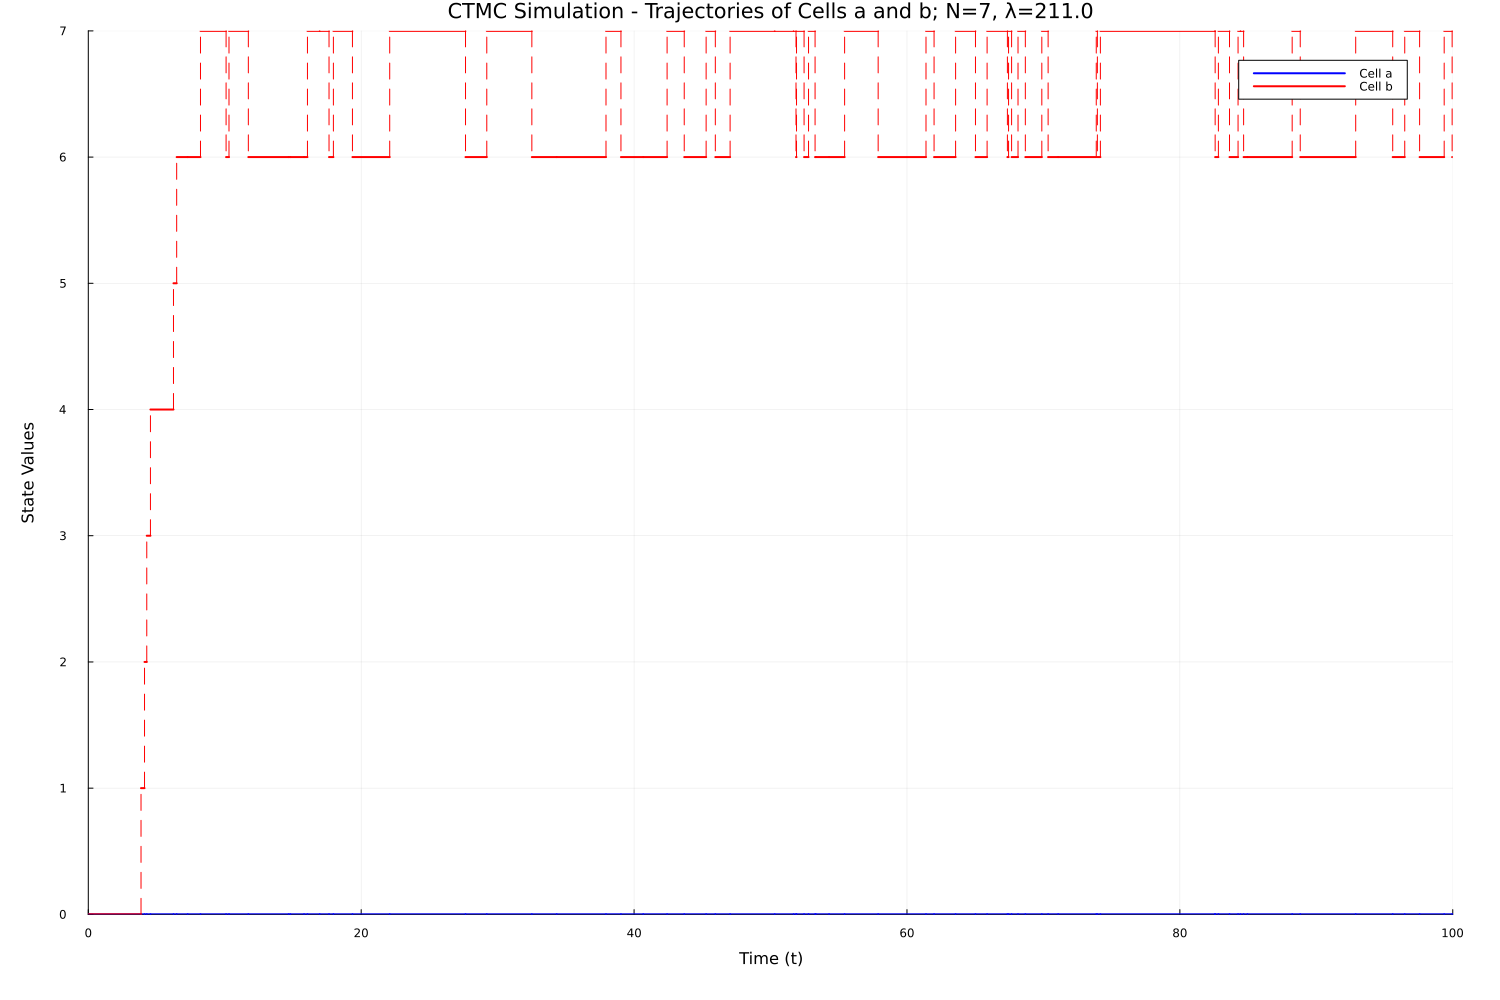 CTMC Simulation - Trajectories of Cells a and b; N=7, λ=211.0
7
Cell a
Cell b
6
5
4
State Values
3
2
1
0
0 20 40 60 80 100
Time (t)